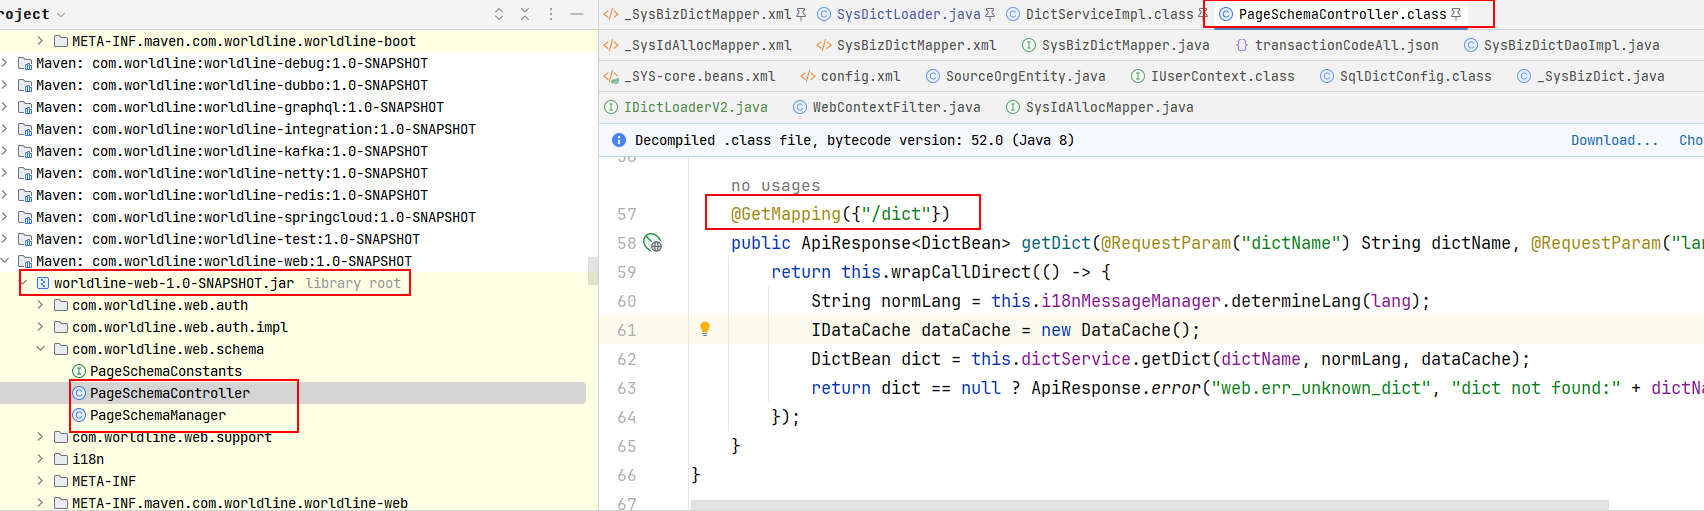 roject
META-INF.maven.com.worldline.worldline-boot
Maven: com.worldline:worldline-debug:1.0-SNAPSHOT
Maven: com.worldline:worldline-dubbo:1.0-SNAPSHOT
Maven: com.worldline:worldline-graphql:1.0-SNAPSHOT
Maven: com.worldline:worldline-integration:1.0-SNAPSHOT
Maven: com.worldline:worldline-kafka:1.0-SNAPSHOT
Maven: com.worldline:worldline-netty:1.0-SNAPSHOT
Maven: com.worldline:worldline-redis:1.0-SNAPSHOT
Maven: com.worldline:worldline-springcloud:1.0-SNAPSHOT
Maven: com.worldline:worldline-test:1.0-SNAPSHOT
Maven: com.worldline:worldline-web:1.0-SNAPSHOT
worldline-web-1.0-SNAPSHOT.jar library root
com.worldline.web.auth
com.worldline.web.auth.impl
com.worldline.web.schema
PageSchemaConstants
PageSchemaController
PageSchemaManager
com.worldline.web.support
i18n
META-INF
META-INF.maven.com.worldline.worldline-web
_SysBizDictMapper.xml SysDictLoader.java DictServiceImpl.class PageSchemaController.class
_SysIdAllocMapper.xml SysBizDictMapper.xml SysBizDictMapper.java transactionCodeAll.json SysBizDictDaoImpl.java
_SYS-core.beans.xml config.xml SourceOrgEntity.java IUserContext.class SqlDictConfig.class _SysBizDict.java
IDictLoaderV2.java WebContextFilter.java SysIdAllocMapper.java
Decompiled .class file, bytecode version: 52.0 (Java 8) Download... Cho
56
no usages
57 @GetMapping({"/dict"})
58 public ApiResponse<DictBean> getDict(@RequestParam("dictName") String dictName, @RequestParam("lan
59 return this.wrapCallDirect(() -> {
60 String normLang = this.i18nMessageManager.determineLang(lang);
61 IDataCache dataCache = new DataCache();
62 DictBean dict = this.dictService.getDict(dictName, normLang, dataCache);
63 return dict == null ? ApiResponse.error("web.err_unknown_dict", "dict not found:" + dictNa
64 });
65 }
66 }
67